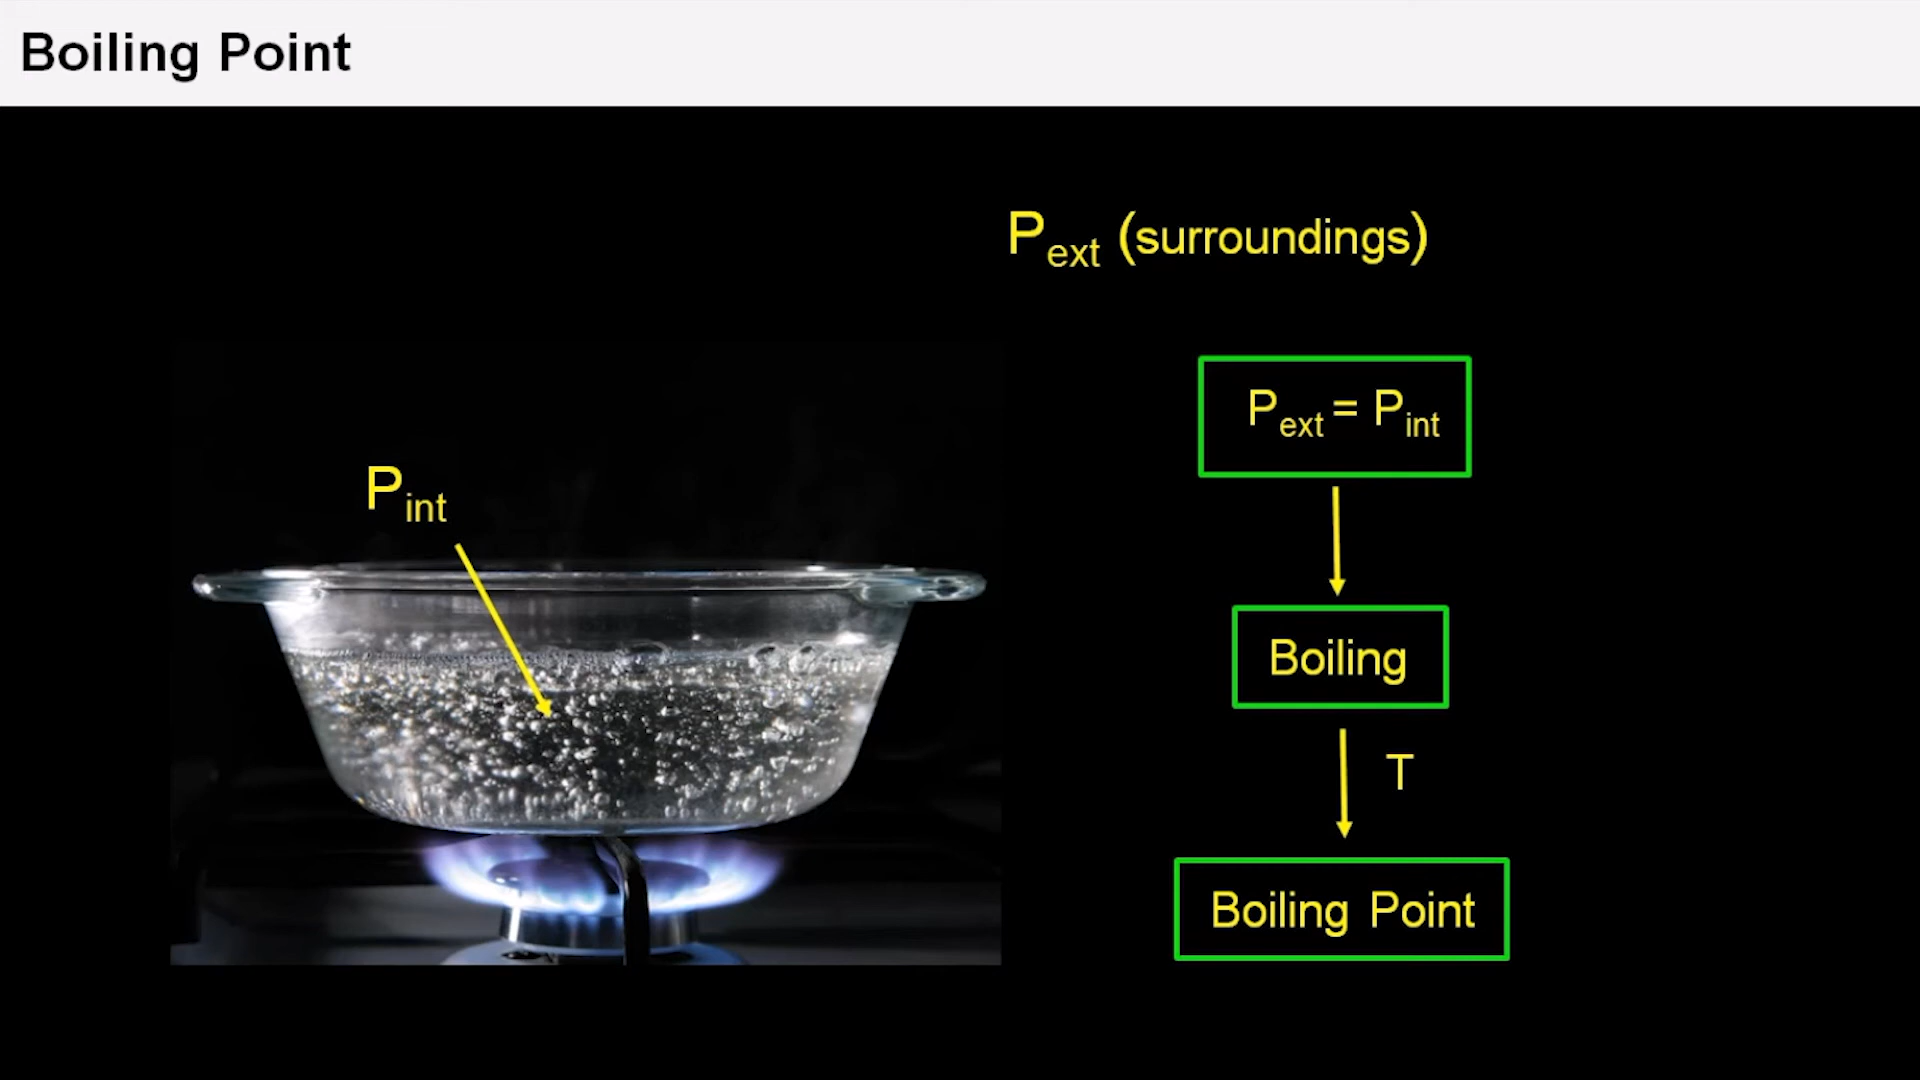 Boiling Point
P_ext (surroundings)
P_ext = P_int
P_int
Boiling
T
Boiling Point